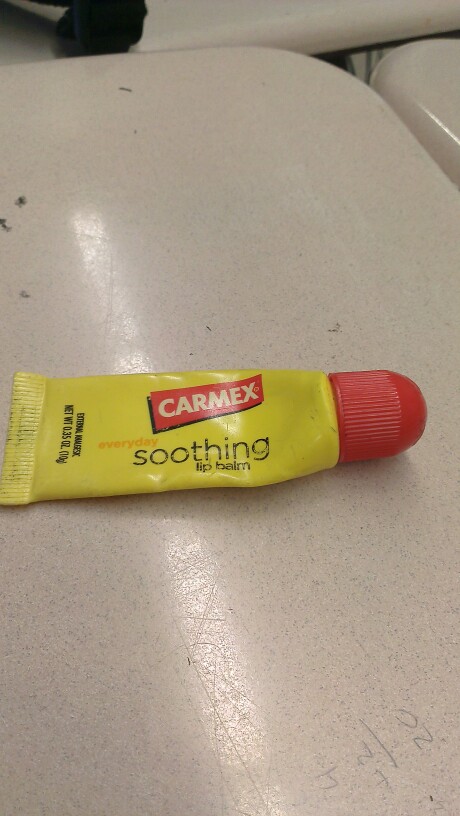 CARMEX
everyday
soothing
lip balm
EXTERNAL ANALGESIC
NET WT 0.35 OZ (10g)